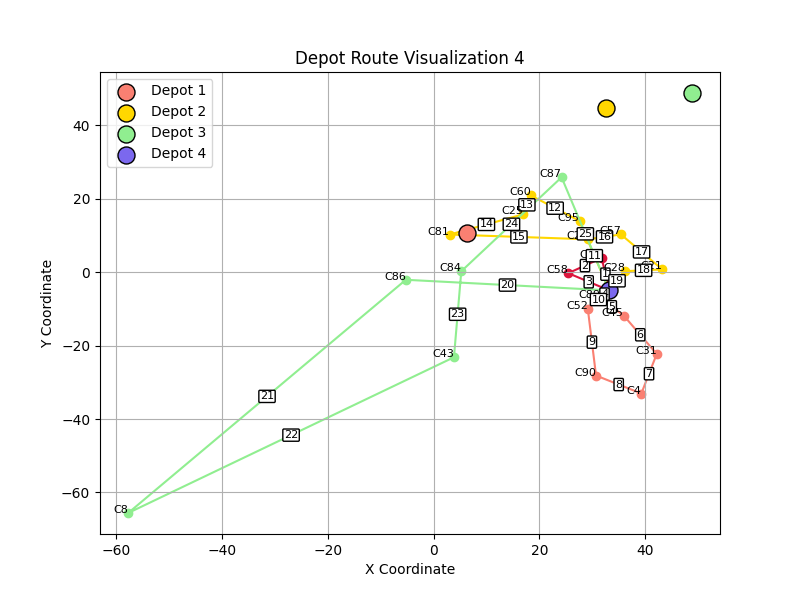 Depot Route Visualization 4
Depot 1
Depot 2
Depot 3
Depot 4
Y Coordinate
40
20
0
−20
−40
−60
−60
−40
−20
0
20
40
X Coordinate
C87
C60
C25
C95
C81
C57
C58
C28
C21
C84
C86
C52
C45
C31
C43
C90
C4
C8
1
2
3
5
6
7
8
9
10
11
12
13
14
15
16
17
18
19
20
21
22
23
24
25